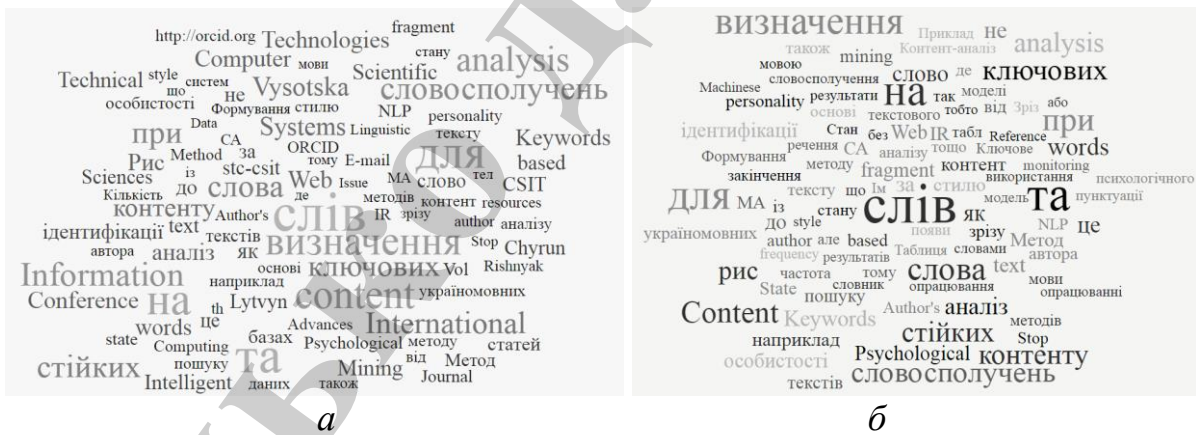 fragment
http://orcid.org Technologies
Computer мови стану analysis
Technical style систем Vysotska Scientific словосполучень
що
особистості не Формування стилю NLP personality
Data Systems Linguistic тексту Keywords
при CA ORCID для
Рис Method за тому E-mail based
Sciences із stc-csit Web Issue MA слово тел CSIT
Кількість до слова де методів контент resources
контенту Author's слів IR зрізу author аналізу
ідентифікації text текстів визначення Stop Chyrun
автора аналіз як
Information основі ключових Vol Rishnyak
наприклад content україномовних
Conference на th Lytvyn
words це Advances International
state Computing базах Psychological методу статей
стійких пошуку та Mining від Метод
Intelligent даних також Journal
а
визначення Приклад не
також Контент-аналіз analysis
мовою mining
словосполучення слово де ключових
Machinese personality результати на так моделі
основі текстового тобто від Зріз або
ідентифікації Стан без Web IR табл Reference при
речення CA аналізу тощо Ключове words
Формування методу fragment контент monitoring
закінчення використання психологічного
для MA із тексту що Ім за стилю модель та пунктуації
стану слів як
україномовних до style появи зрізу NLP це
author але based Метод
frequency результатів Таблиця словами автора
рис частота тому слова text мови
State словник опрацювання опрацюванні
пошуку
Content Keywords Author's аналіз методів
наприклад стійких Stop
особистості Psychological контенту
текстів словосполучень
б